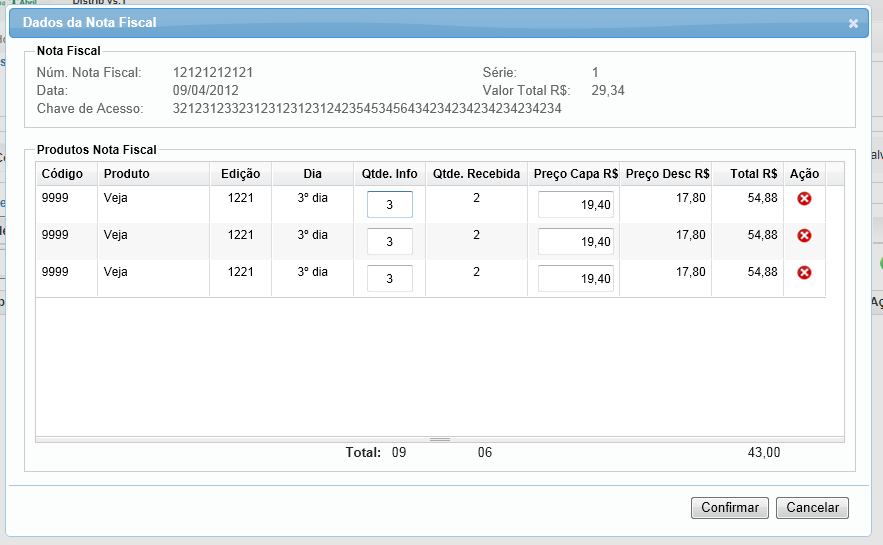 Distrib vs.1
Dados da Nota Fiscal
Nota Fiscal
Núm. Nota Fiscal: 12121212121 Série: 1
Data: 09/04/2012 Valor Total R$: 29,34
Chave de Acesso: 3212312332312312312312423545345643423423423423423­4234
Produtos Nota Fiscal
Código Produto Edição Dia Qtde. Info Qtde. Recebida Preço Capa R$ Preço Desc R$ Total R$ Ação
9999 Veja 1221 3º dia 3 2 19,40 17,80 54,88
9999 Veja 1221 3º dia 3 2 19,40 17,80 54,88
9999 Veja 1221 3º dia 3 2 19,40 17,80 54,88
Total: 09 06 43,00
Confirmar Cancelar